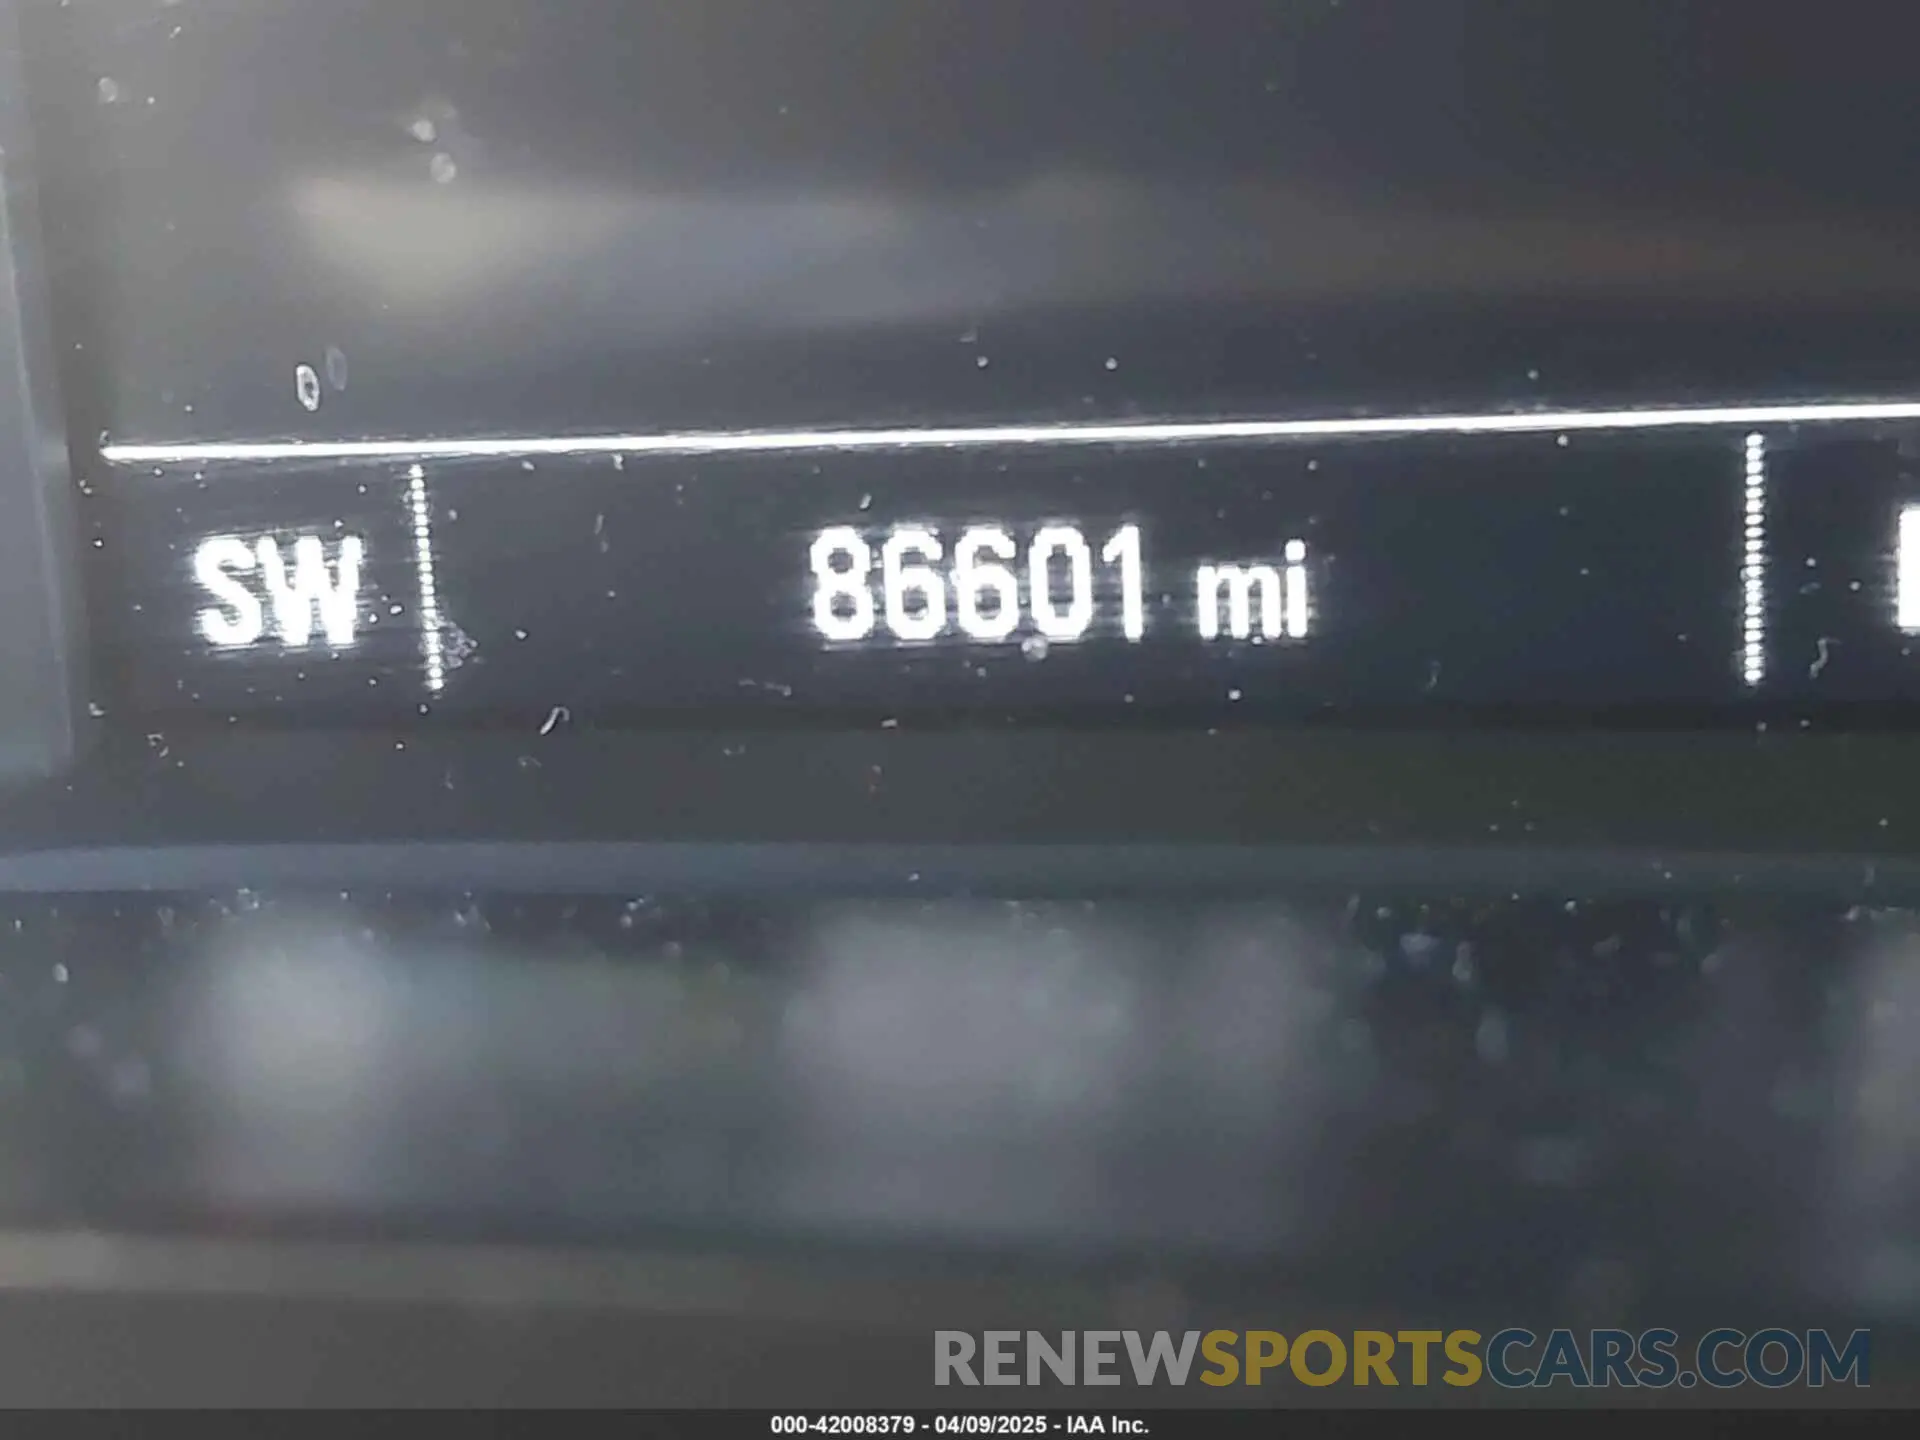 SW 86601 mi
RENEWSPORTSCARS.COM
000-42008379 - 04/09/2025 - IAA Inc.